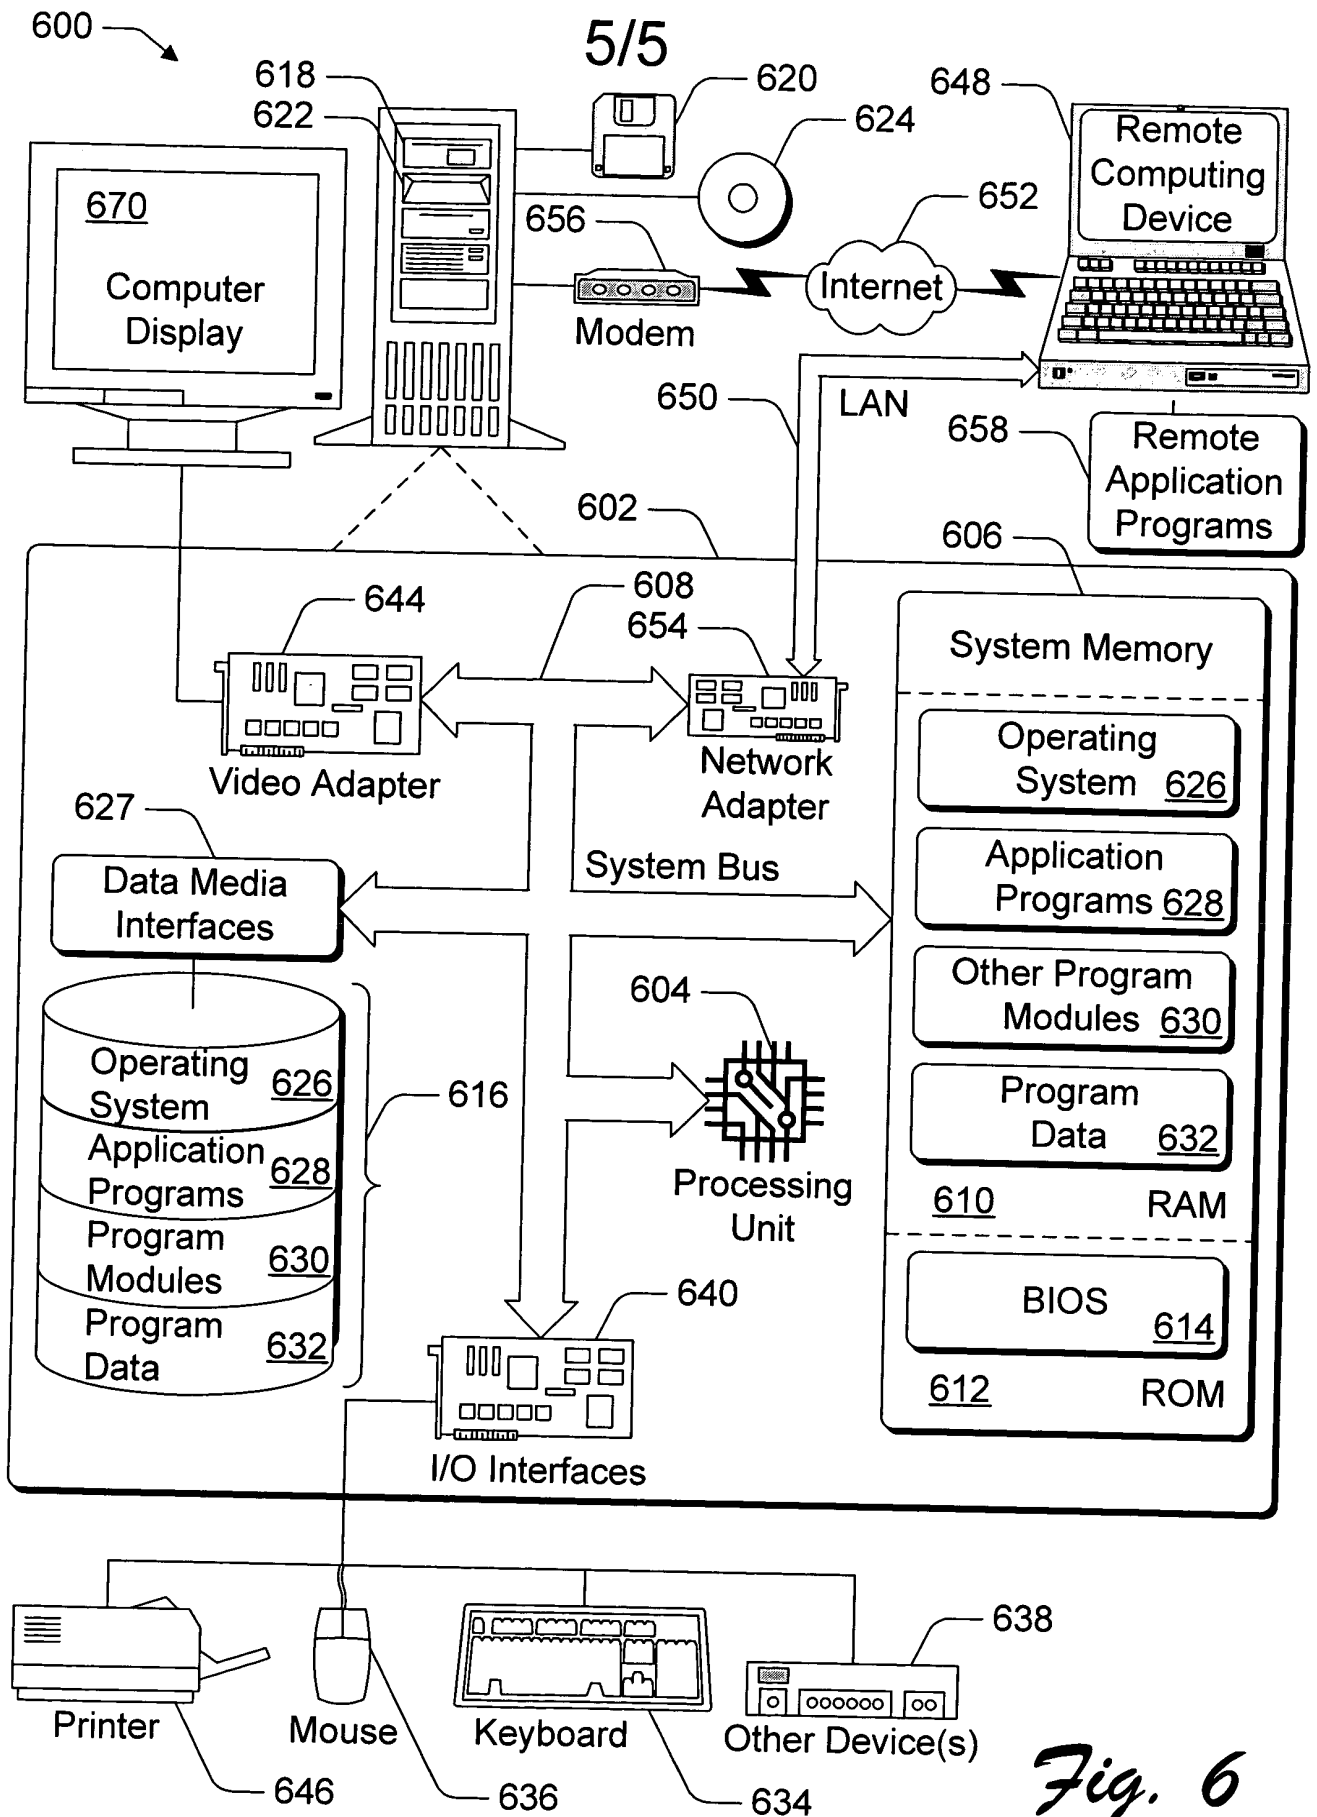 600
5/5
618
622
620
624
648
Remote
Computing
Device
670
Computer
Display
656
652
Internet
Modem
650
LAN
658
Remote
Application
Programs
602
606
608
644
654
System Memory
Operating
System 626
Video Adapter
Network
Adapter
627
Data Media
Interfaces
System Bus
Application
Programs 628
Other Program
Modules 630
604
Operating
System
626
616
Program
Data 632
Application
Programs
628
Processing
Unit
610 RAM
Program
Modules
630
640
BIOS
614
Program
Data
632
612 ROM
I/O Interfaces
638
Printer
Mouse
Keyboard
Other Device(s)
646
636
634
Fig. 6